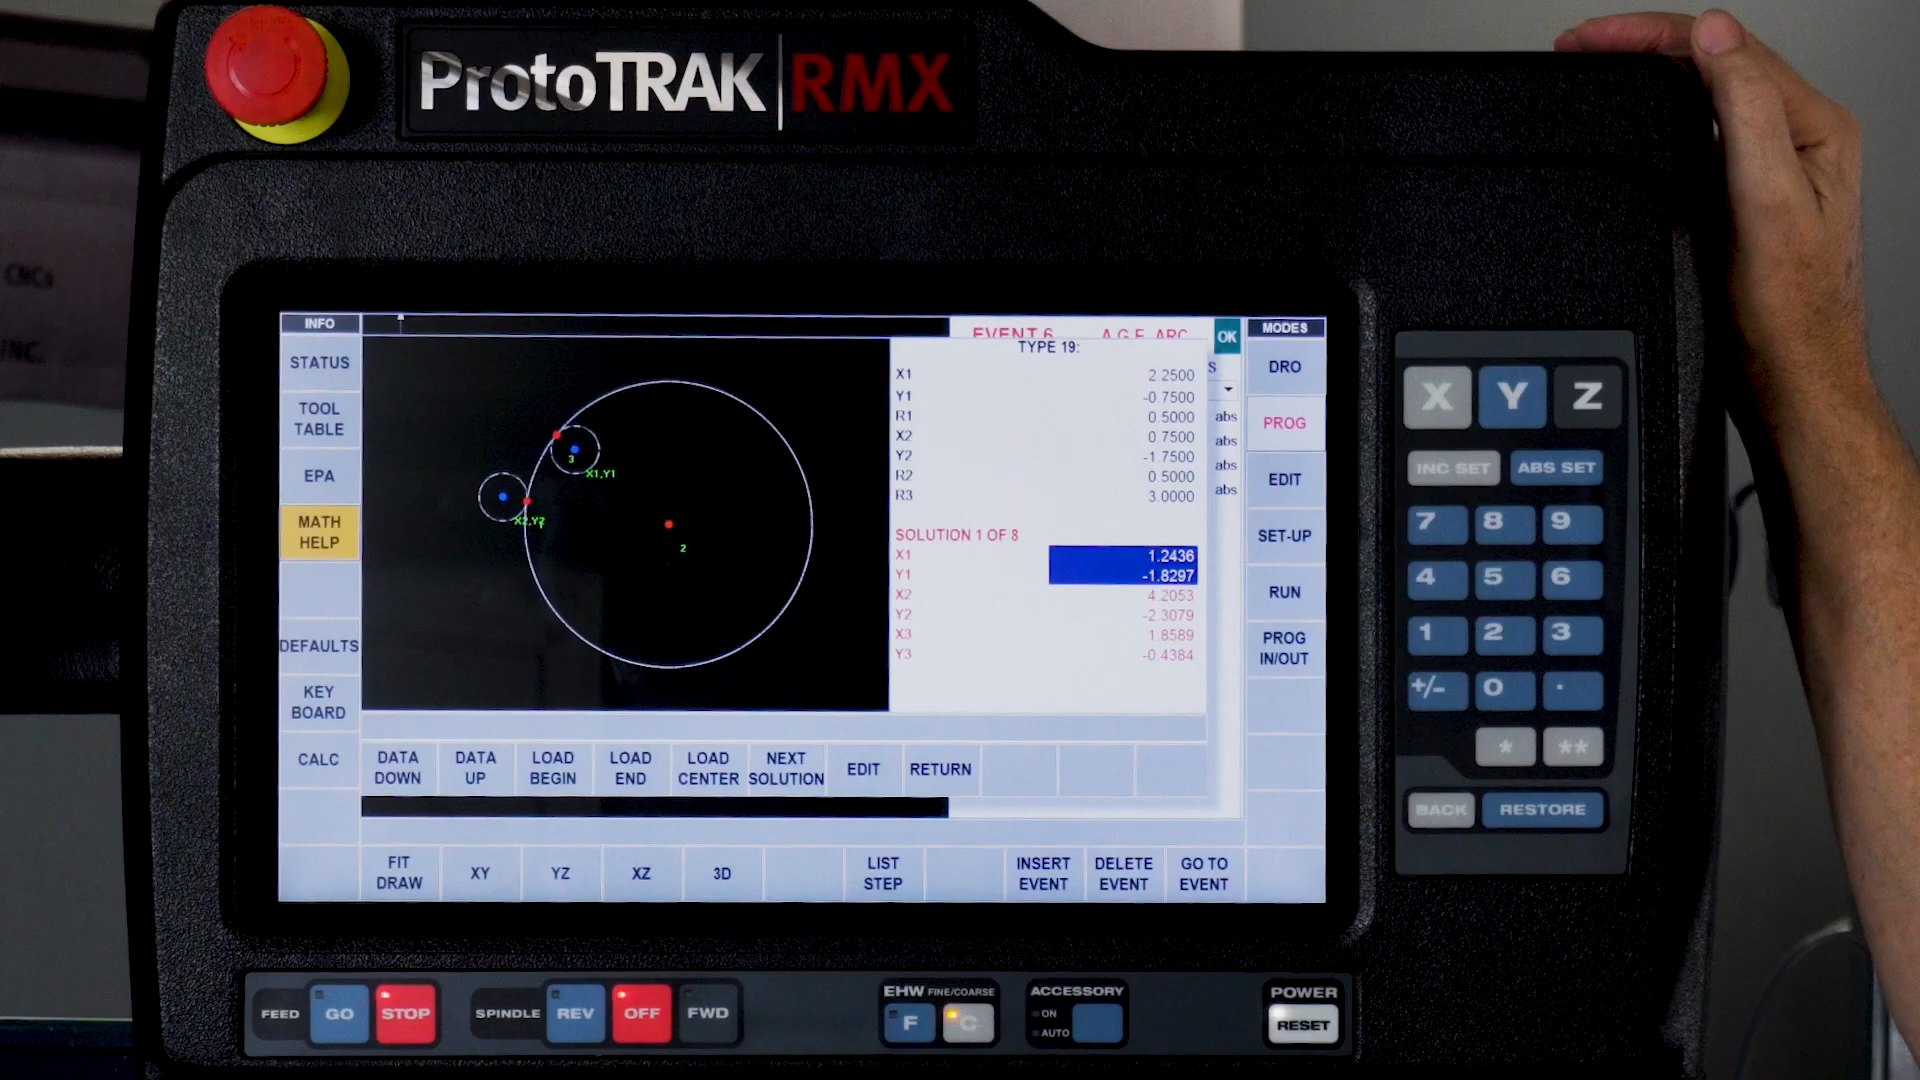 ProtoTRAK RMX
CNCs
INC.
INFO
STATUS
TOOL
TABLE
EPA
MATH
HELP
DEFAULTS
KEY
BOARD
CALC
3
X1,Y1
X2,Y2
2
TYPE 19:
X1 2.2500
Y1 -0.7500
R1 0.5000
X2 0.7500
Y2 -1.7500
R2 0.5000
R3 3.0000
SOLUTION 1 OF 8
X1 1.2436
Y1 -1.8297
X2 4.2053
Y2 -2.3079
X3 1.8589
Y3 -0.4384
EVENT 6 A.G.E. ARC
OK
S
abs
abs
abs
abs
DATA
DOWN
DATA
UP
LOAD
BEGIN
LOAD
END
LOAD
CENTER
NEXT
SOLUTION
EDIT
RETURN
FIT
DRAW
XY
YZ
XZ
3D
LIST
STEP
INSERT
EVENT
DELETE
EVENT
GO TO
EVENT
MODES
DRO
PROG
EDIT
SET-UP
RUN
PROG
IN/OUT
X Y Z
INC SET ABS SET
7 8 9
4 5 6
1 2 3
+/- 0 .
* **
BACK RESTORE
FEED GO STOP
SPINDLE REV OFF FWD
EHW FINE/COARSE
F C
ACCESSORY
ON
AUTO
POWER
RESET